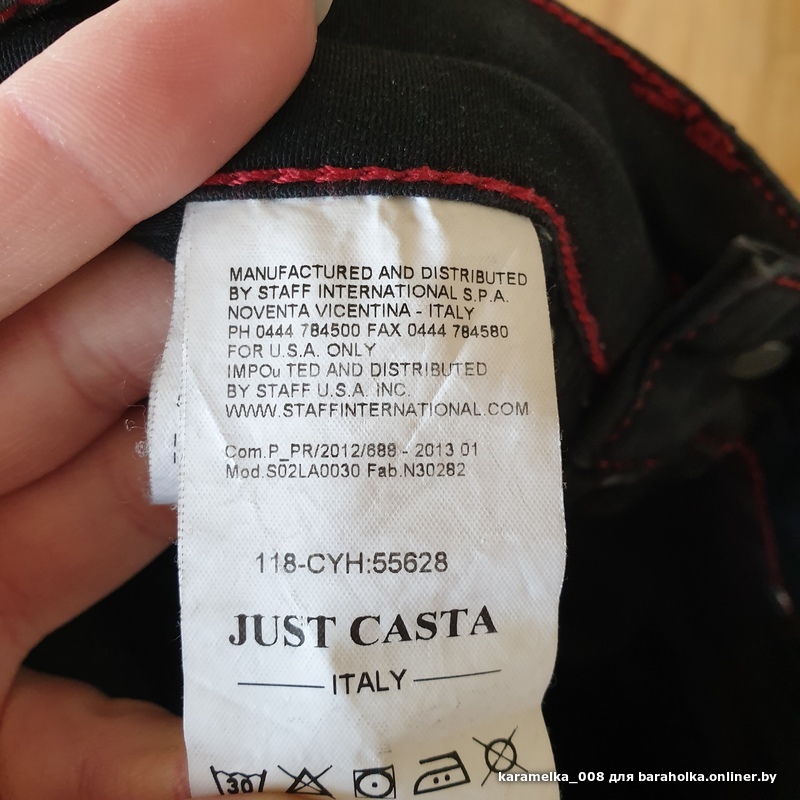 MANUFACTURED AND DISTRIBUTED
BY STAFF INTERNATIONAL S.P.A.
NOVENTA VICENTINA - ITALY
PH 0444 784500 FAX 0444 784580
FOR U.S.A. ONLY
IMPOu TED AND DISTRIBUTED
BY STAFF U.S.A. INC.
WWW.STAFFINTERNATIONAL.COM
Com.P_PR/2012/688 - 2013 01
Mod.S02LA0030 Fab.N30282
118-CYH:55628
JUST CASTA
ITALY
30
karamelka_008 для baraholka.onliner.by